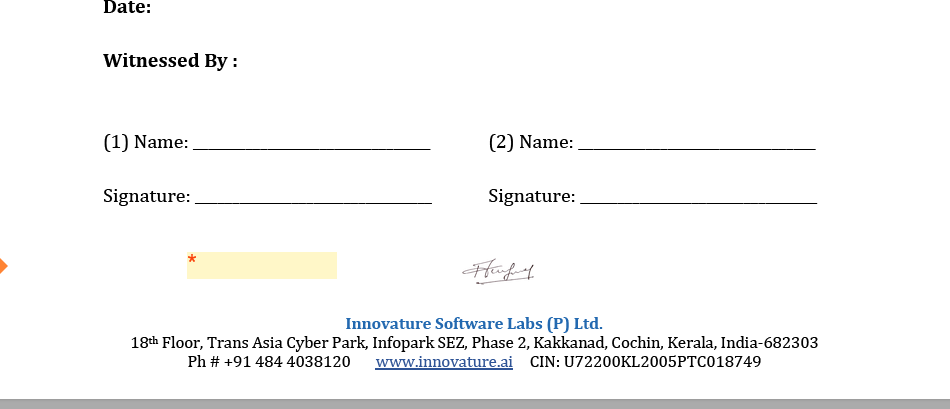 Date:
Witnessed By :
(1) Name: ______________________________ (2) Name: ______________________________
Signature: ______________________________ Signature: ______________________________
*
Innovature Software Labs (P) Ltd.
18th Floor, Trans Asia Cyber Park, Infopark SEZ, Phase 2, Kakkanad, Cochin, Kerala, India-682303
Ph # +91 484 4038120 www.innovature.ai CIN: U72200KL2005PTC018749